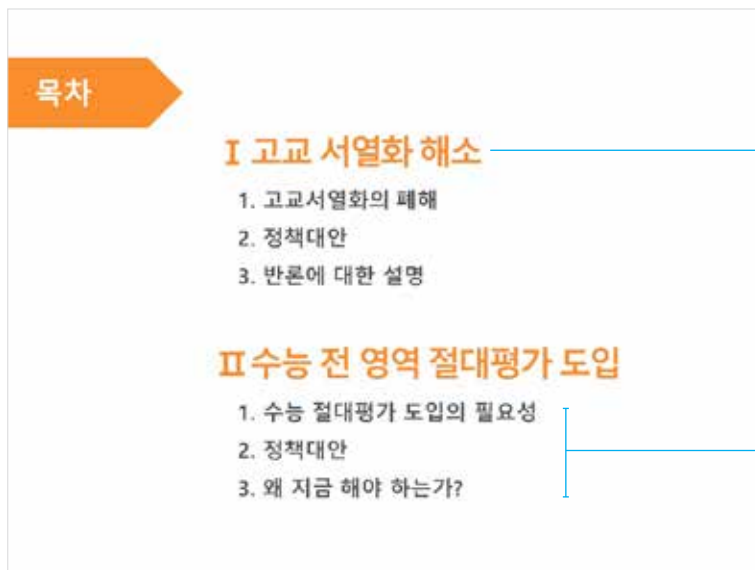 목차
Ⅰ 고교 서열화 해소
1. 고교서열화의 폐해
2. 정책대안
3. 반론에 대한 설명
Ⅱ 수능 전 영역 절대평가 도입
1. 수능 절대평가 도입의 필요성
2. 정책대안
3. 왜 지금 해야 하는가?